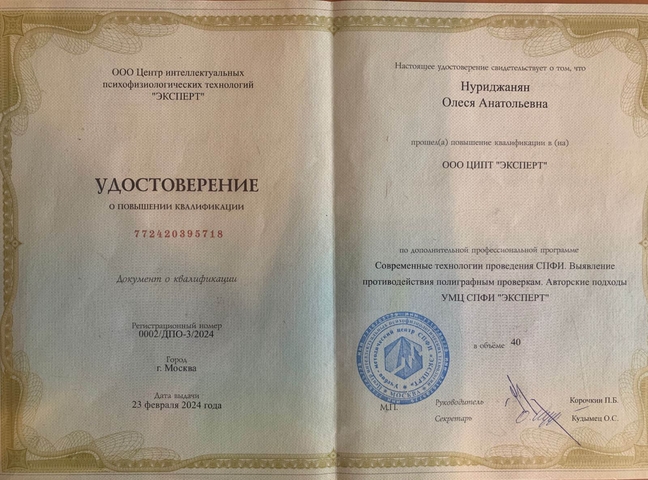 ООО Центр интеллектуальных
психофизиологических технологий
"ЭКСПЕРТ"
УДОСТОВЕРЕНИЕ
О ПОВЫШЕНИИ КВАЛИФИКАЦИИ
772420395718
Документ о квалификации
Регистрационный номер
0002/ДПО-3/2024
Город
г. Москва
Дата выдачи
23 февраля 2024 года
Настоящее удостоверение свидетельствует о том, что
Нуриджанян
Олеся Анатольевна
прошел(а) повышение квалификации в (на)
ООО ЦИПТ "ЭКСПЕРТ"
по дополнительной профессиональной программе
Современные технологии проведения СПФИ. Выявление
противодействия полиграфным проверкам. Авторские подходы
УМЦ СПФИ "ЭКСПЕРТ"
в объёме 40
М.П.
Руководитель Корочкин П.Б.
Секретарь Кудымец О.С.